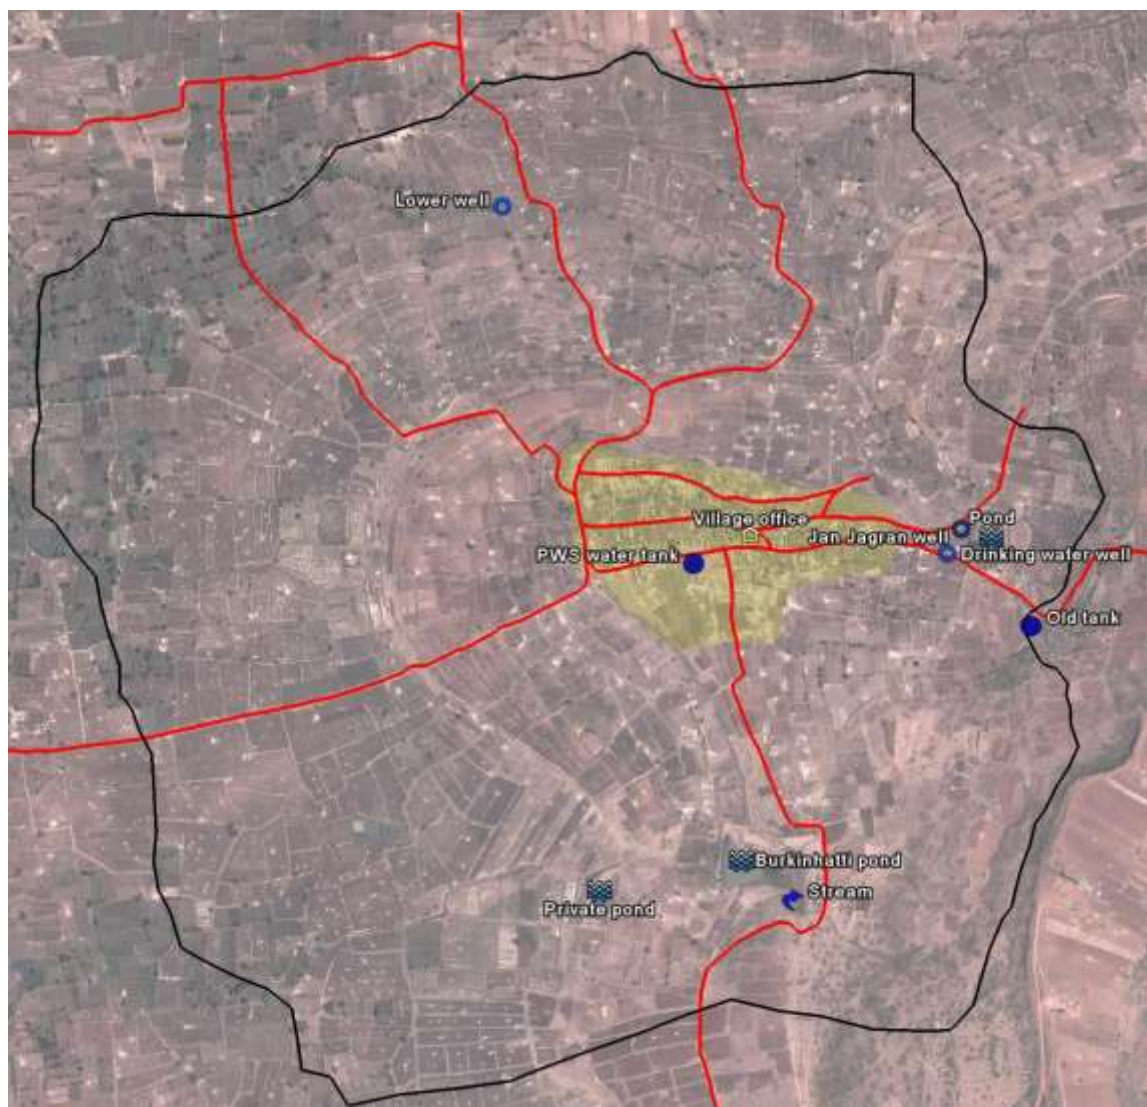 Lower well
Village office
Pond
Jan Jagran well
PWS water tank
Drinking water well
Old tank
Burkinhatti pond
Stream
Private pond